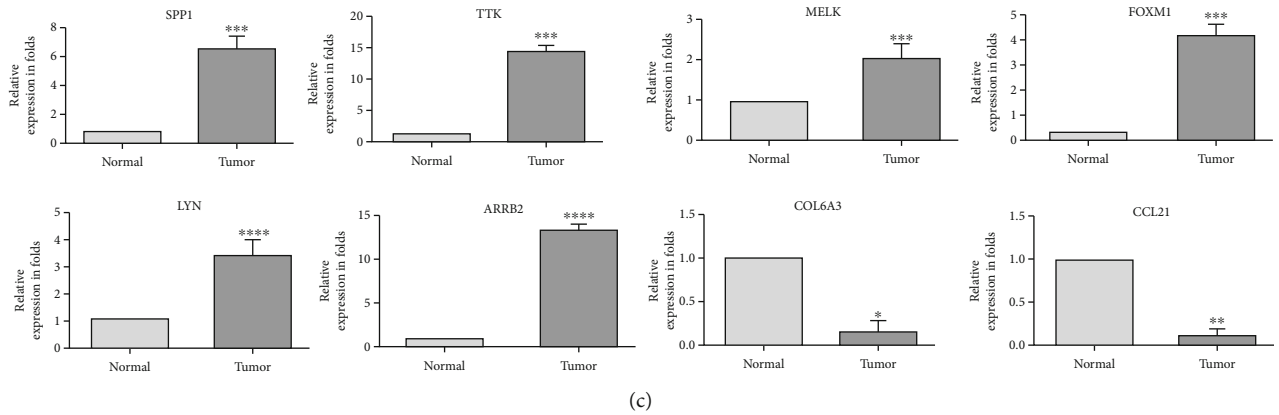 SPP1
Relative
expression in folds
8
6
4
2
0
***
Normal
Tumor
TTK
Relative
expression in folds
20
15
10
5
0
***
Normal
Tumor
MELK
Relative
expression in folds
3
2
1
0
***
Normal
Tumor
FOXM1
Relative
expression in folds
5
4
3
2
1
0
***
Normal
Tumor
LYN
Relative
expression in folds
5
4
3
2
1
0
****
Normal
Tumor
ARRB2
Relative
expression in folds
15
10
5
0
****
Normal
Tumor
COL6A3
Relative
expression in folds
1.5
1.0
0.5
0.0
*
Normal
Tumor
CCL21
Relative
expression in folds
1.5
1.0
0.5
0.0
**
Normal
Tumor
(c)